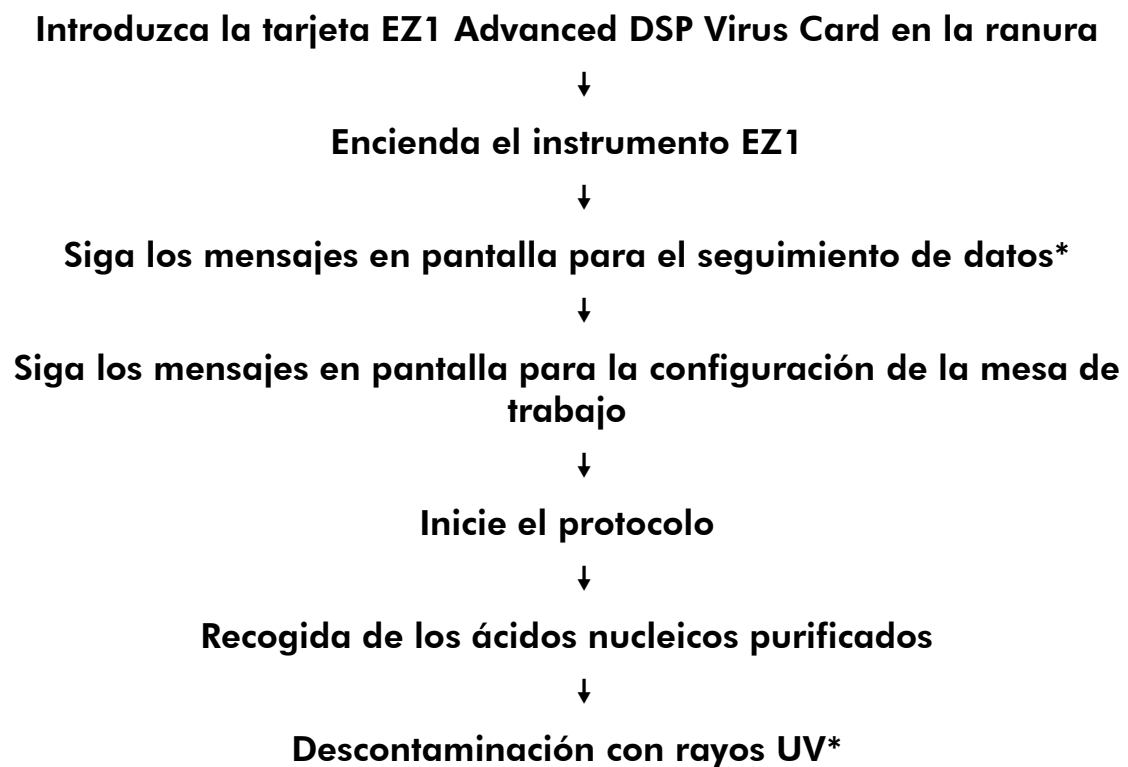 Introduzca la tarjeta EZ1 Advanced DSP Virus Card en la ranura
↓
Encienda el instrumento EZ1
↓
Siga los mensajes en pantalla para el seguimiento de datos*
↓
Siga los mensajes en pantalla para la configuración de la mesa de
trabajo
↓
Inicie el protocolo
↓
Recogida de los ácidos nucleicos purificados
↓
Descontaminación con rayos UV*